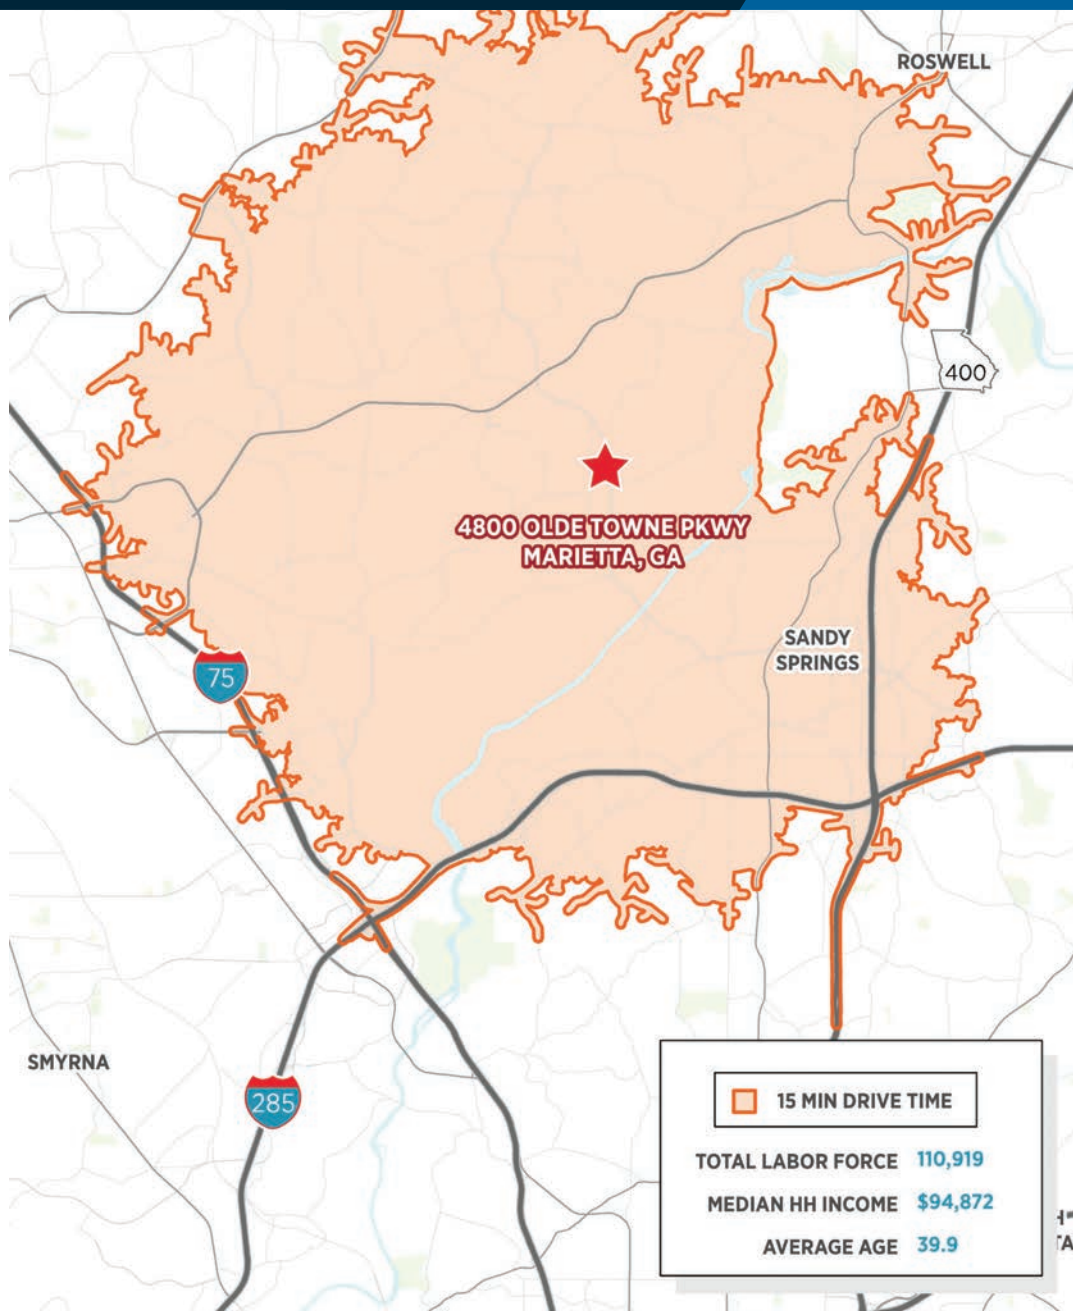 ROSWELL
400
4800 OLDE TOWNE PKWY
MARIETTA, GA
SANDY
SPRINGS
75
SMYRNA
285
15 MIN DRIVE TIME
TOTAL LABOR FORCE 110,919
MEDIAN HH INCOME $94,872
AVERAGE AGE 39.9